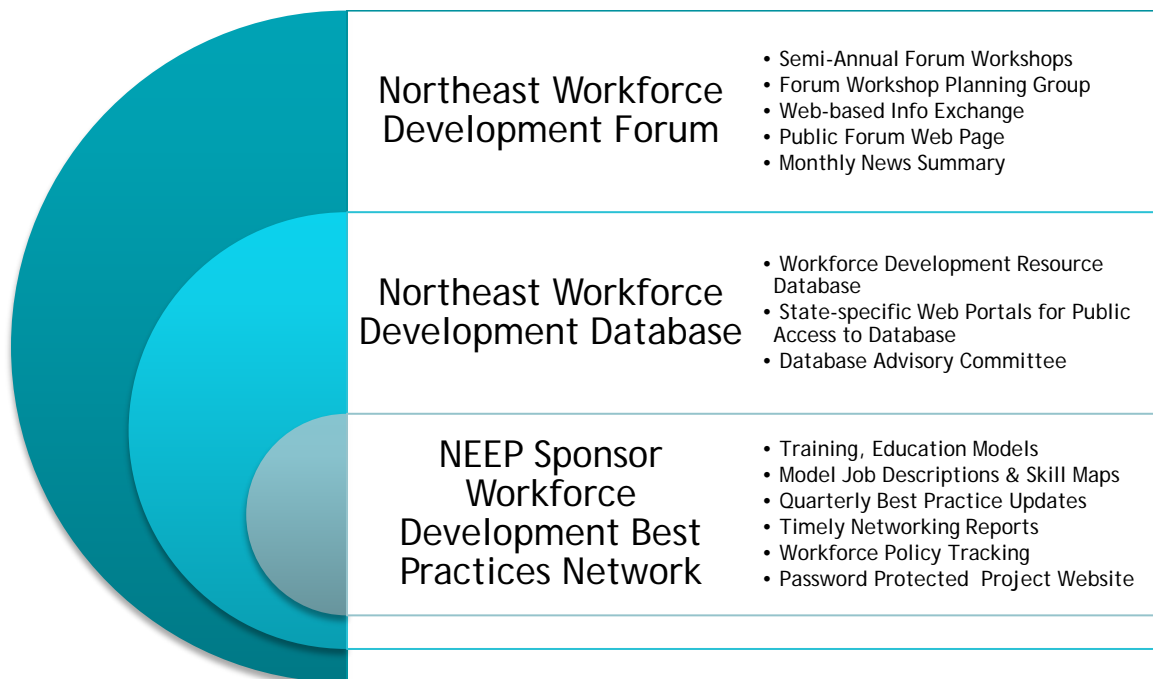 Northeast Workforce
Development Forum
• Semi-Annual Forum Workshops
• Forum Workshop Planning Group
• Web-based Info Exchange
• Public Forum Web Page
• Monthly News Summary
Northeast Workforce
Development Database
• Workforce Development Resource
Database
• State-specific Web Portals for Public
Access to Database
• Database Advisory Committee
NEEP Sponsor
Workforce
Development Best
Practices Network
• Training, Education Models
• Model Job Descriptions & Skill Maps
• Quarterly Best Practice Updates
• Timely Networking Reports
• Workforce Policy Tracking
• Password Protected  Project Website